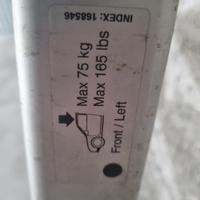 INDEX: 168546
Max 75 kg
Max 165 lbs
Front / Left